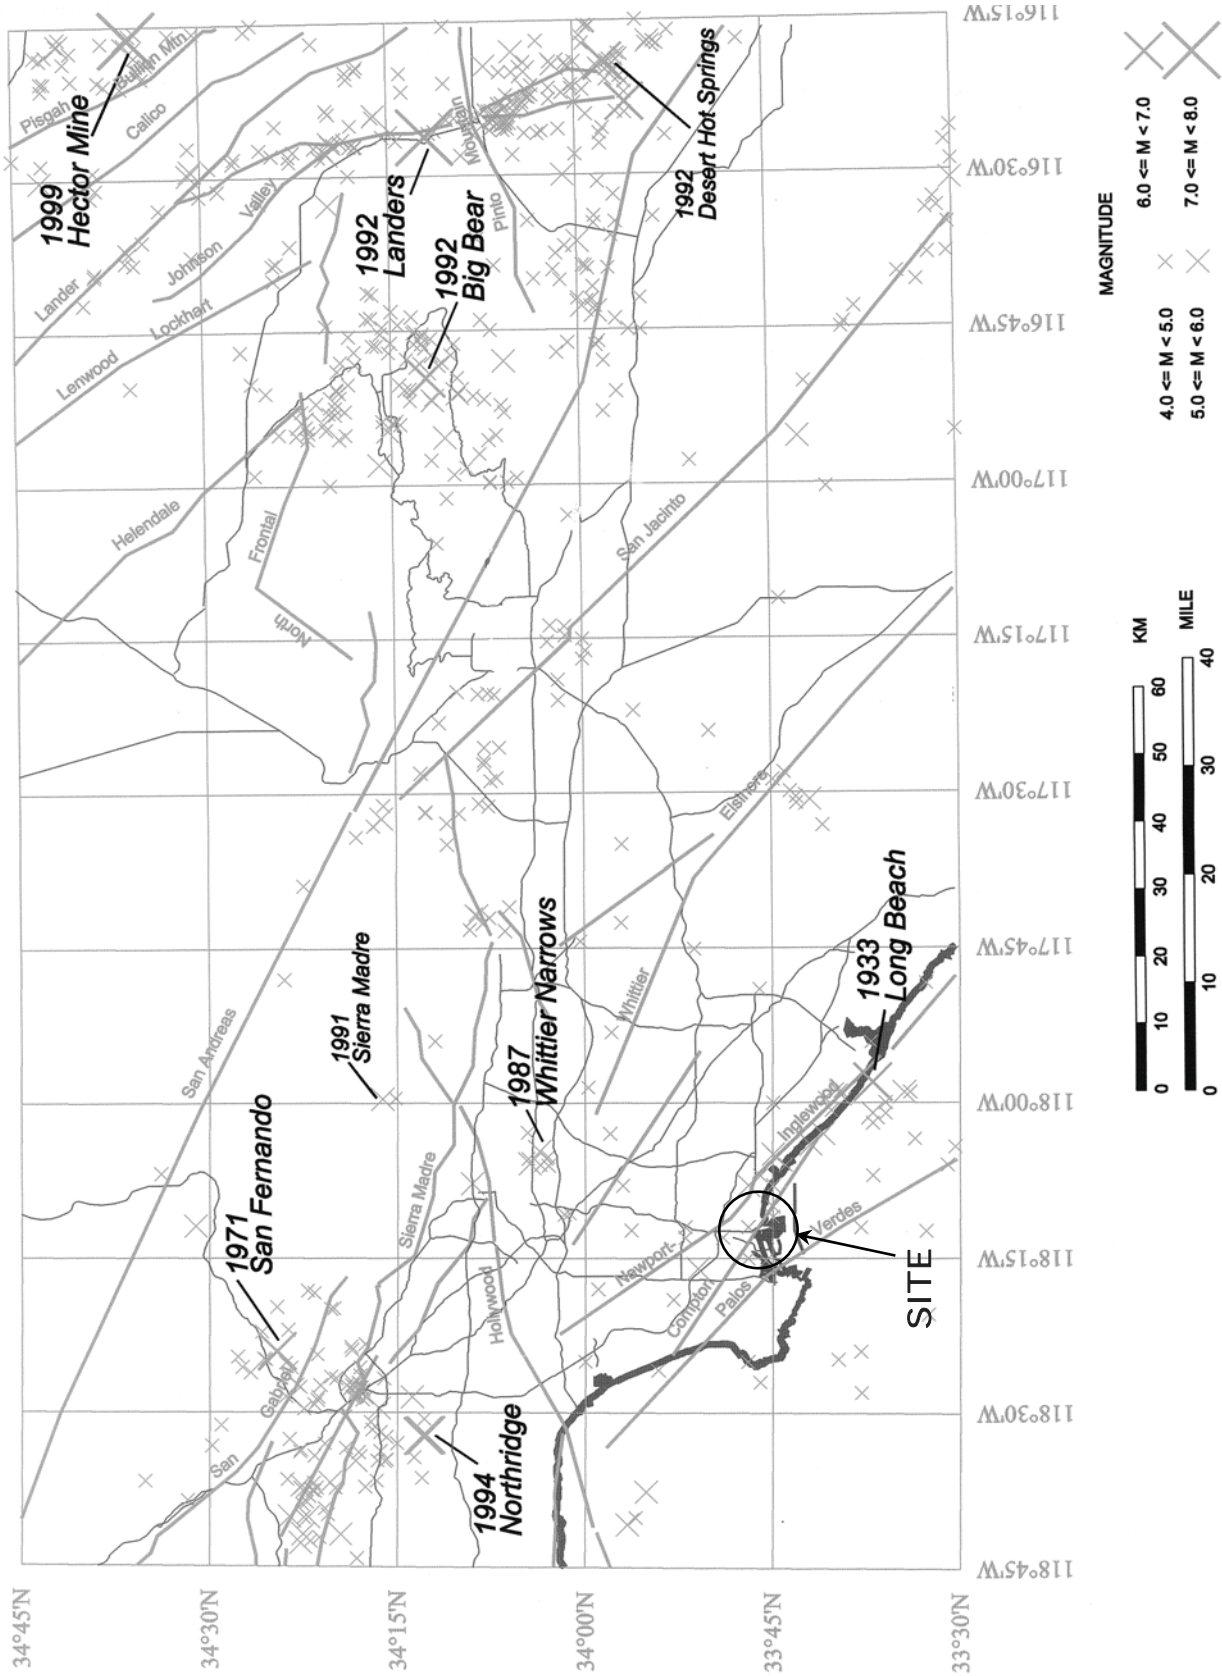 1999
Hector Mine
1992
Landers
1992
Big Bear
1992
Desert Hot Springs
1991
Sierra Madre
1987
Whittier Narrows
1933
Long Beach
1971
San Fernando
1994
Northridge
SITE
Pisgah
Bullion Mtn.
Calico
Lander
Valley
Johnson
Lockhart
Lenwood
Pinto
Mountain
Helendale
Frontal
North
San Andreas
San Jacinto
Elsinore
Whittier
Sierra Madre
Hollywood
San
Gabriel
Newport-
Inglewood
Compton
Palos
Verdes
34°45'N
34°30'N
34°15'N
34°00'N
33°45'N
33°30'N
118°45'W
118°30'W
118°15'W
118°00'W
117°45'W
117°30'W
117°15'W
117°00'W
116°45'W
116°30'W
116°15'W
KM
0 10 20 30 40 50 60
MILE
0 10 20 30 40
MAGNITUDE
4.0 <= M < 5.0
5.0 <= M < 6.0
6.0 <= M < 7.0
7.0 <= M < 8.0